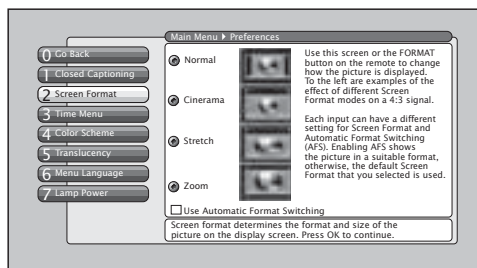 Main Menu ▶ Preferences
0 Go Back
1 Closed Captioning
2 Screen Format
3 Time Menu
4 Color Scheme
5 Translucency
6 Menu Language
7 Lamp Power
Normal
Cinerama
Stretch
Zoom
Use Automatic Format Switching
Use this screen or the FORMAT
button on the remote to change
how the picture is displayed.
To the left are examples of the
effect of different Screen
Format modes on a 4:3 signal.
Each input can have a different
setting for Screen Format and
Automatic Format Switching
(AFS). Enabling AFS shows
the picture in a suitable format,
otherwise, the default Screen
Format that you selected is used.
Screen format determines the format and size of the
picture on the display screen. Press OK to continue.